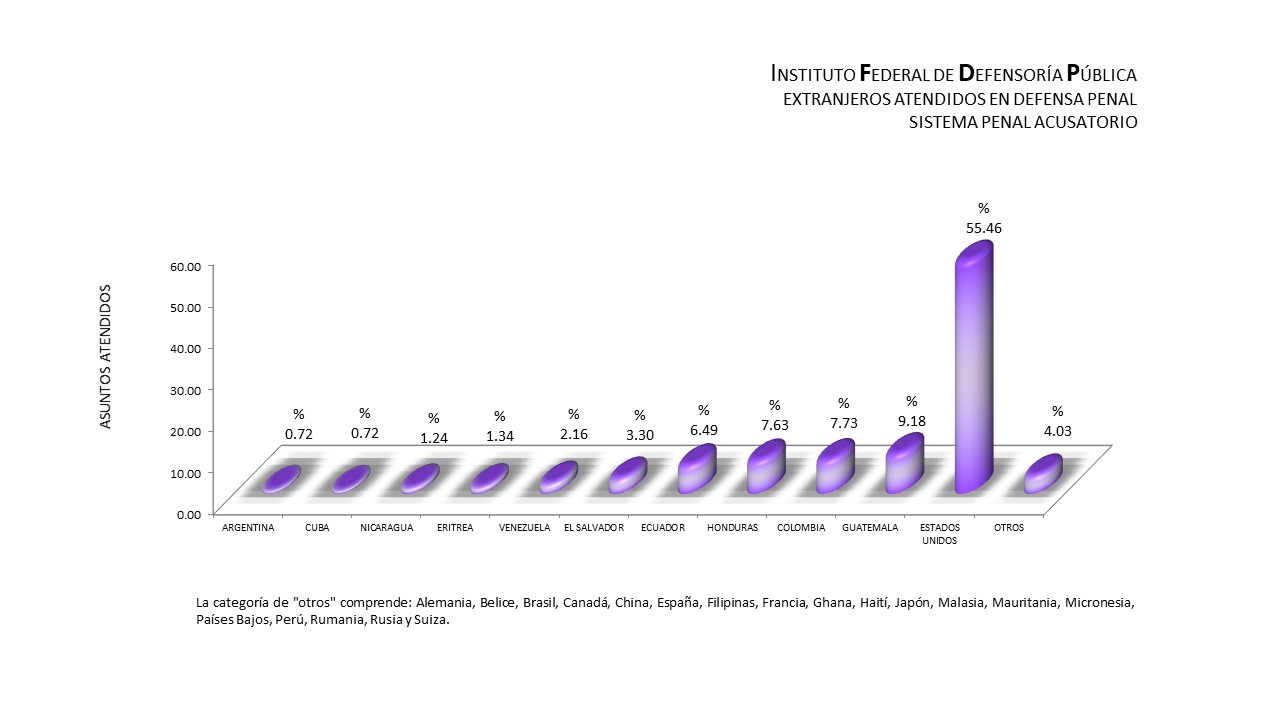 INSTITUTO FEDERAL DE DEFENSORÍA PÚBLICA
EXTRANJEROS ATENDIDOS EN DEFENSA PENAL
SISTEMA PENAL ACUSATORIO
ASUNTOS ATENDIDOS
60.00
50.00
40.00
30.00
20.00
10.00
0.00
%
0.72
%
0.72
%
1.24
%
1.34
%
2.16
%
3.30
%
6.49
%
7.63
%
7.73
%
9.18
%
55.46
%
4.03
ARGENTINA
CUBA
NICARAGUA
ERITREA
VENEZUELA
EL SALVADOR
ECUADOR
HONDURAS
COLOMBIA
GUATEMALA
ESTADOS
UNIDOS
OTROS
La categoría de "otros" comprende: Alemania, Belice, Brasil, Canadá, China, España, Filipinas, Francia, Ghana, Haití, Japón, Malasia, Mauritania, Micronesia,
Países Bajos, Perú, Rumania, Rusia y Suiza.